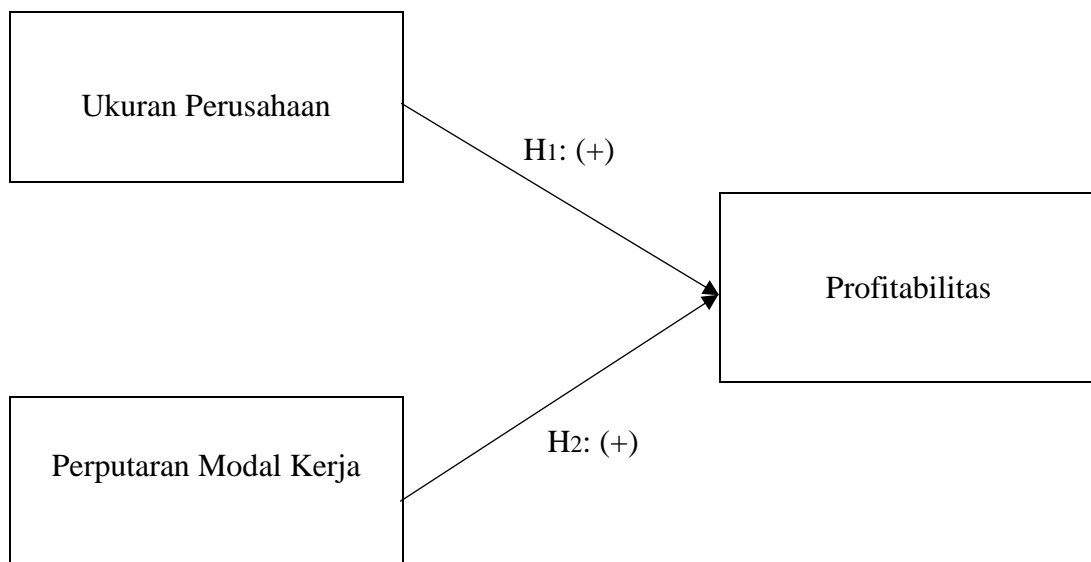 Ukuran Perusahaan
H1: (+)
Profitabilitas
Perputaran Modal Kerja
H2: (+)